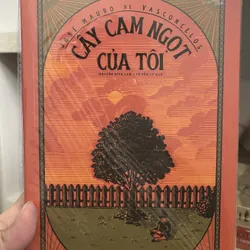 JOSÉ MAURO DE VASCONCELOS
CÂY CAM NGỌT
CỦA TÔI